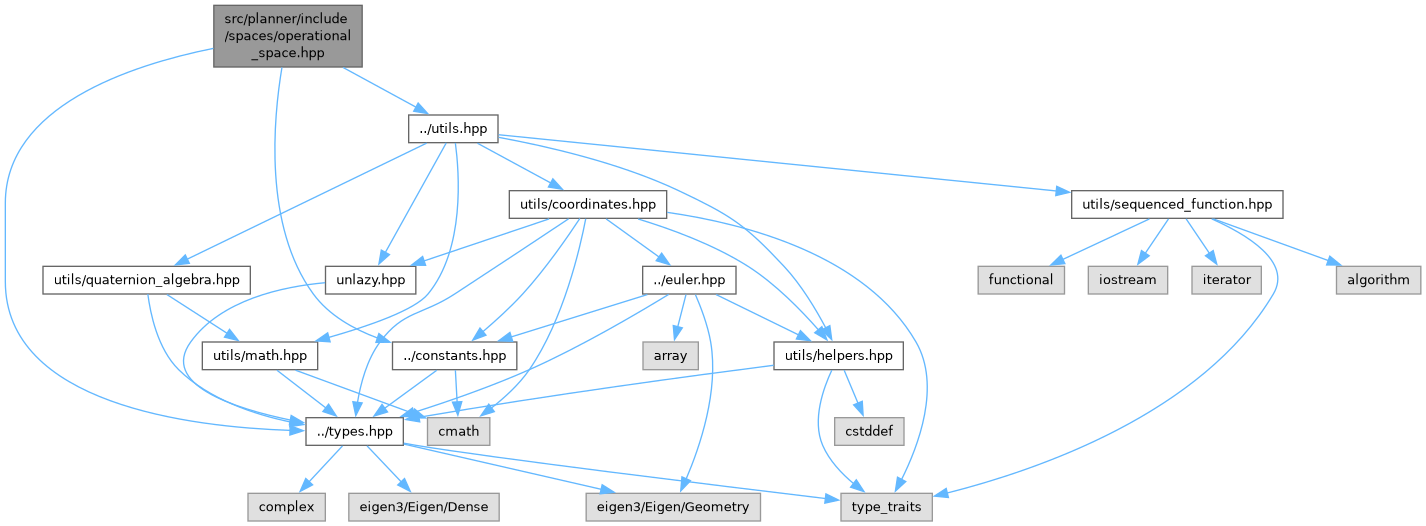 src/planner/include
/spaces/operational
_space.hpp
../utils.hpp
utils/coordinates.hpp
utils/sequenced_function.hpp
utils/quaternion_algebra.hpp
unlazy.hpp
../euler.hpp
functional
iostream
iterator
algorithm
utils/math.hpp
../constants.hpp
array
utils/helpers.hpp
../types.hpp
cmath
cstddef
complex
eigen3/Eigen/Dense
eigen3/Eigen/Geometry
type_traits